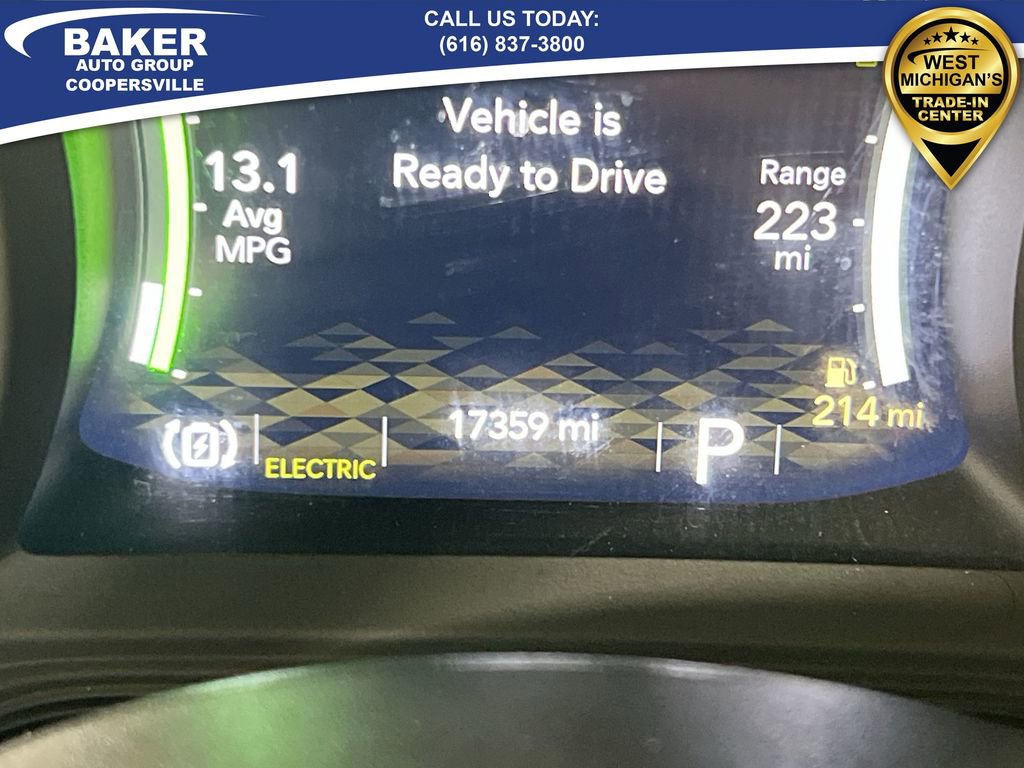 BAKER
AUTO GROUP
COOPERSVILLE
CALL US TODAY:
(616) 837-3800
WEST
MICHIGAN'S
TRADE-IN
CENTER
Vehicle is
Ready to Drive
13.1
Avg
MPG
Range
223
mi
214 mi
ELECTRIC
17359 mi
P